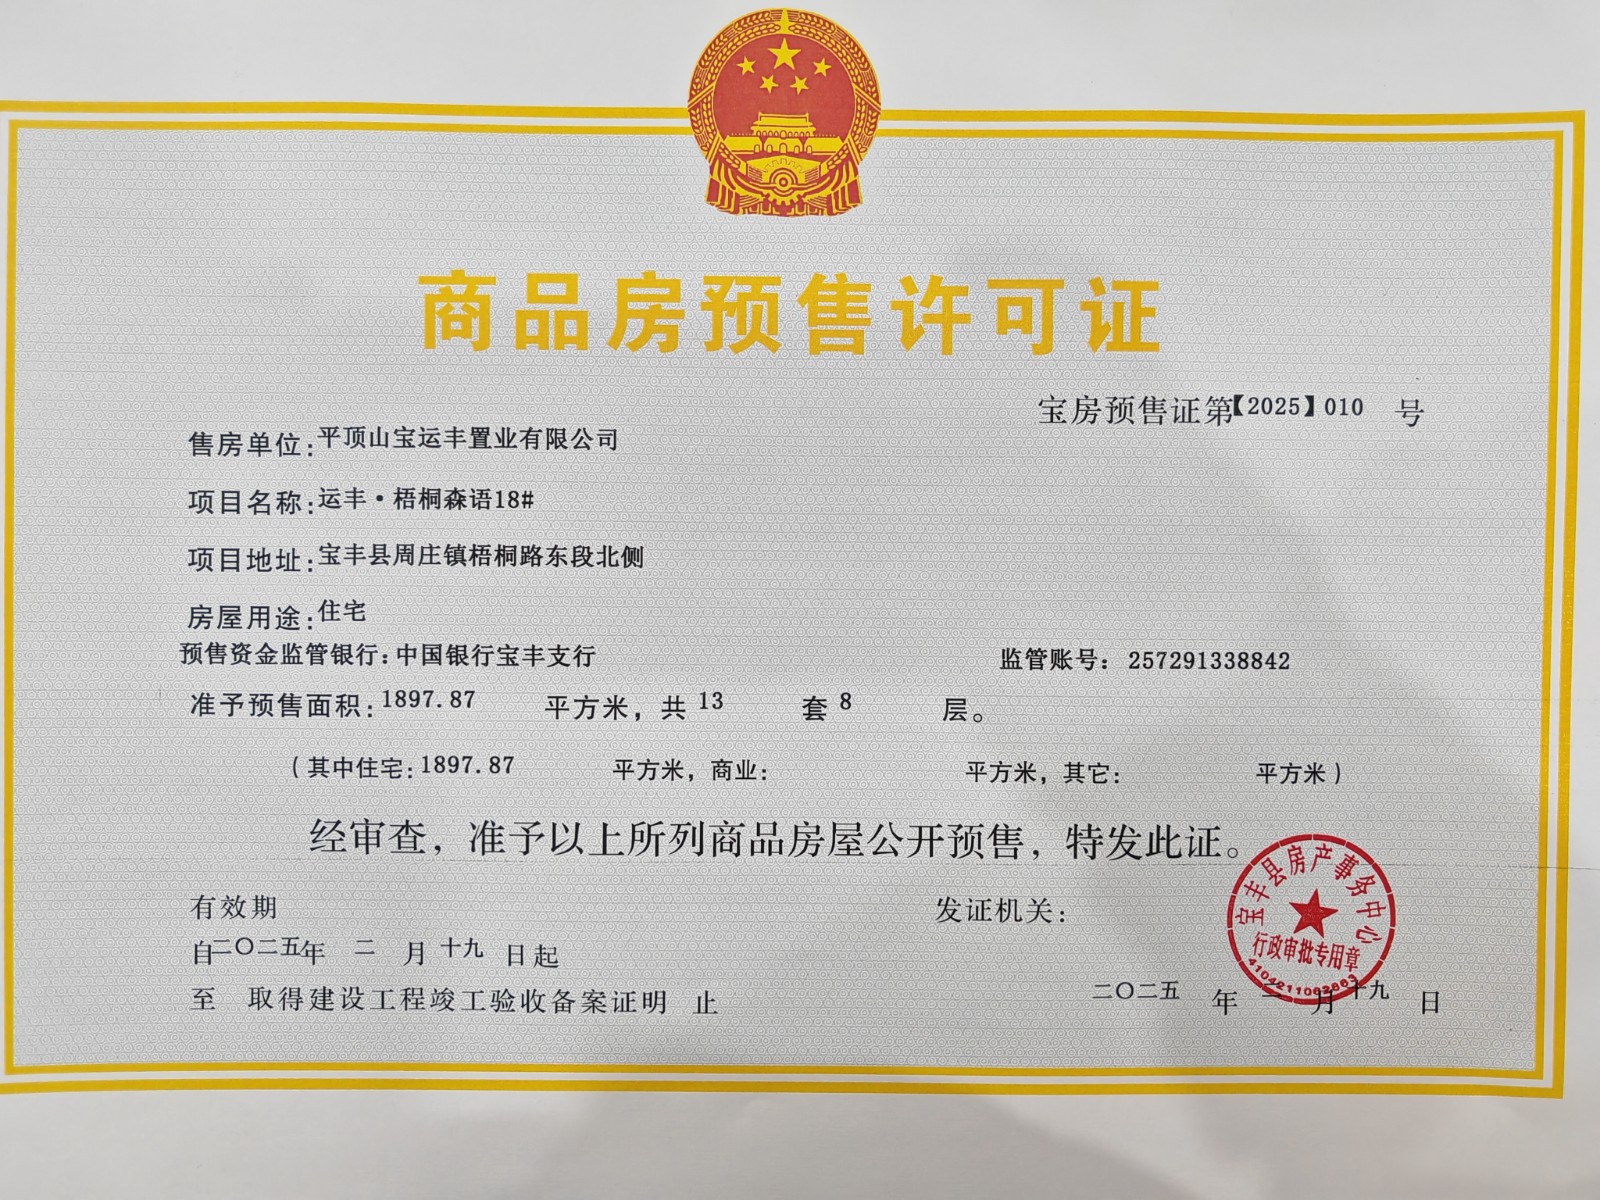 商品房预售许可证
宝房预售证第【2025】010 号
售房单位:平顶山宝运丰置业有限公司
项目名称:运丰·梧桐森语18#
项目地址:宝丰县周庄镇梧桐路东段北侧
房屋用途:住宅
预售资金监管银行:中国银行宝丰支行 监管账号: 257291338842
准予预售面积:1897.87 平方米，共 13 套 8 层。
(其中住宅:1897.87 平方米，商业: 平方米，其它: 平方米)
经审查，准予以上所列商品房屋公开预售，特发此证。
有效期 发证机关:
自二〇二五年 二 月 十九 日起
至 取得建设工程竣工验收备案证明 止
二〇二五 年 二 月 十九 日
宝丰县房产事务中心
行政审批专用章